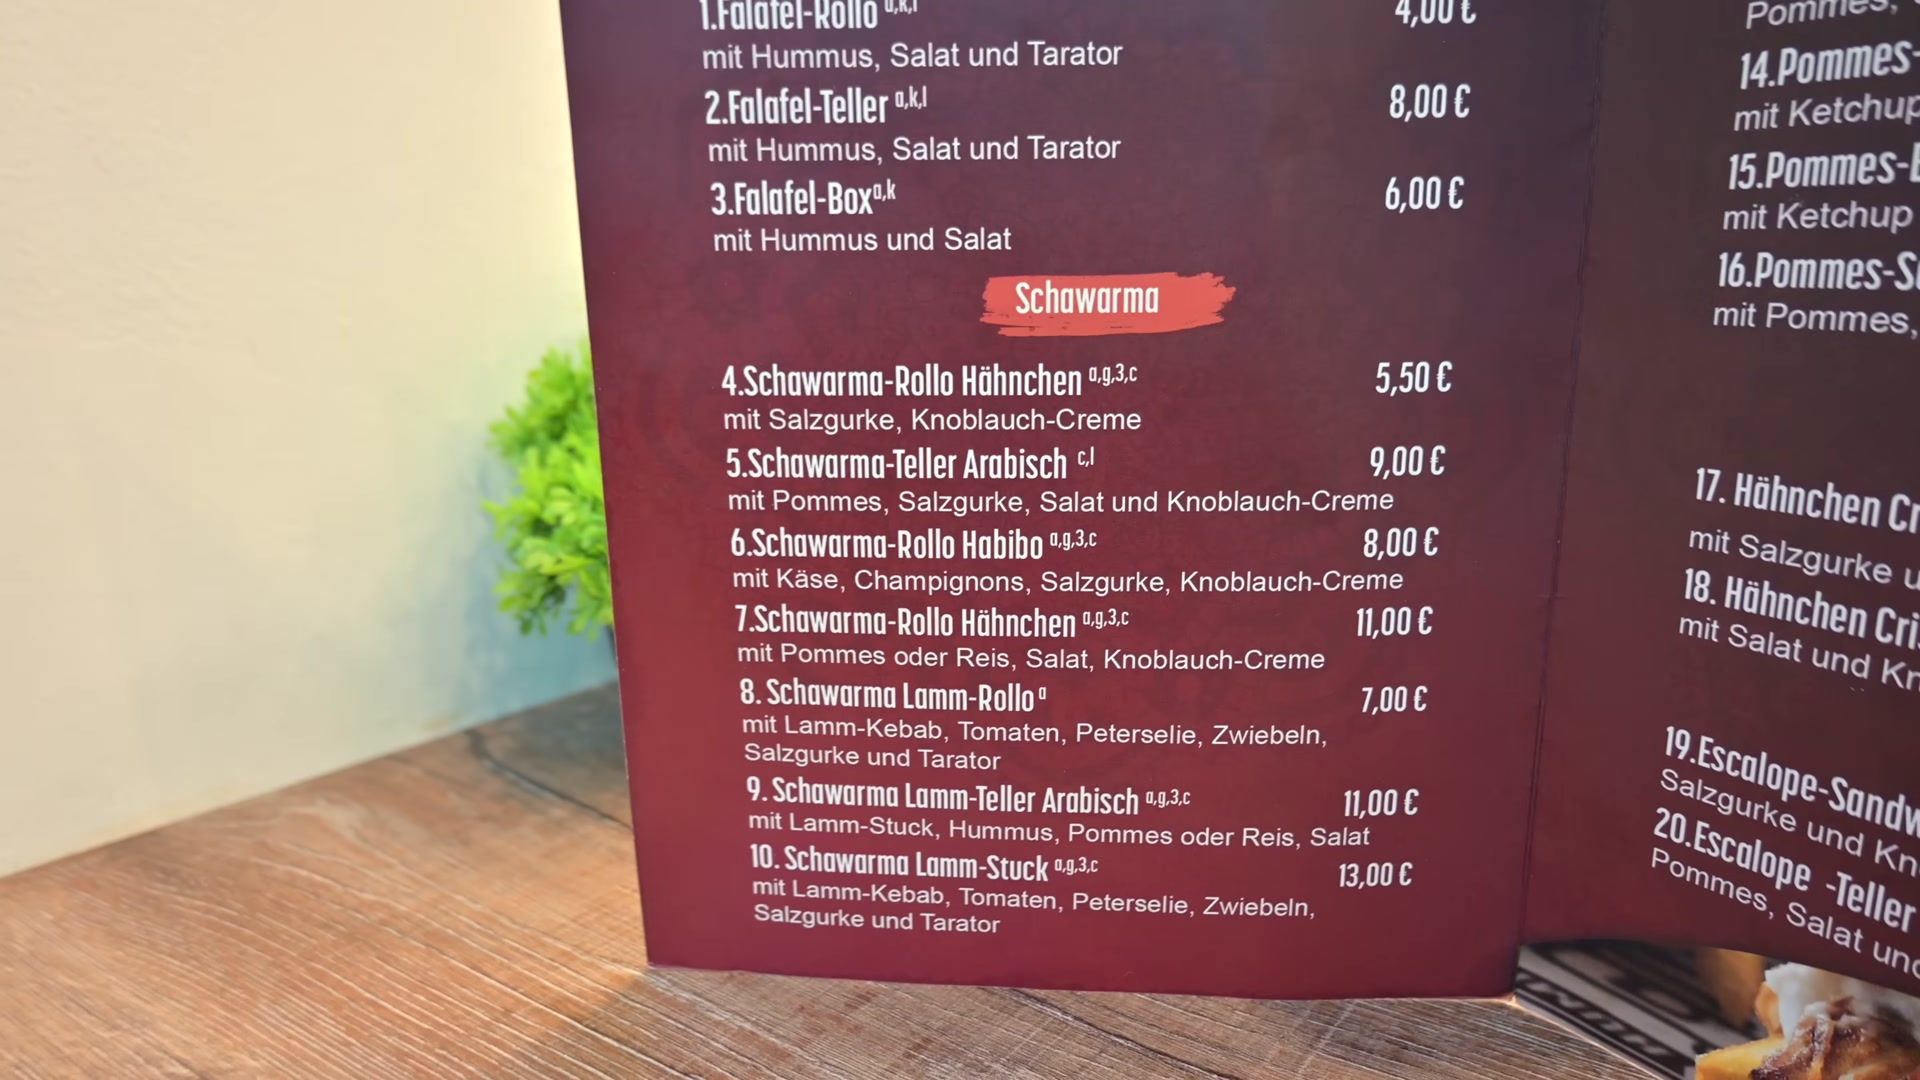 1.Falafel-Rollo a,k,l 4,00 €
mit Hummus, Salat und Tarator
2.Falafel-Teller a,k,l 8,00 €
mit Hummus, Salat und Tarator
3.Falafel-Box a,k 6,00 €
mit Hummus und Salat
Schawarma
4.Schawarma-Rollo Hähnchen a,g,3,c 5,50 €
mit Salzgurke, Knoblauch-Creme
5.Schawarma-Teller Arabisch c,l 9,00 €
mit Pommes, Salzgurke, Salat und Knoblauch-Creme
6.Schawarma-Rollo Habibo a,g,3,c 8,00 €
mit Käse, Champignons, Salzgurke, Knoblauch-Creme
7.Schawarma-Rollo Hähnchen a,g,3,c 11,00 €
mit Pommes oder Reis, Salat, Knoblauch-Creme
8. Schawarma Lamm-Rollo a 7,00 €
mit Lamm-Kebab, Tomaten, Peterselie, Zwiebeln,
Salzgurke und Tarator
9. Schawarma Lamm-Teller Arabisch a,g,3,c 11,00 €
mit Lamm-Stuck, Hummus, Pommes oder Reis, Salat
10. Schawarma Lamm-Stuck a,g,3,c 13,00 €
mit Lamm-Kebab, Tomaten, Peterselie, Zwiebeln,
Salzgurke und Tarator
Pommes,
14.Pommes-
mit Ketchup
15.Pommes-
mit Ketchup
16.Pommes-
mit Pommes,
17. Hähnchen
mit Salzgurke
18. Hähnchen
mit Salat und
19.Escalope-
Salzgurke und
20.Escalope -Teller
Pommes, Salat